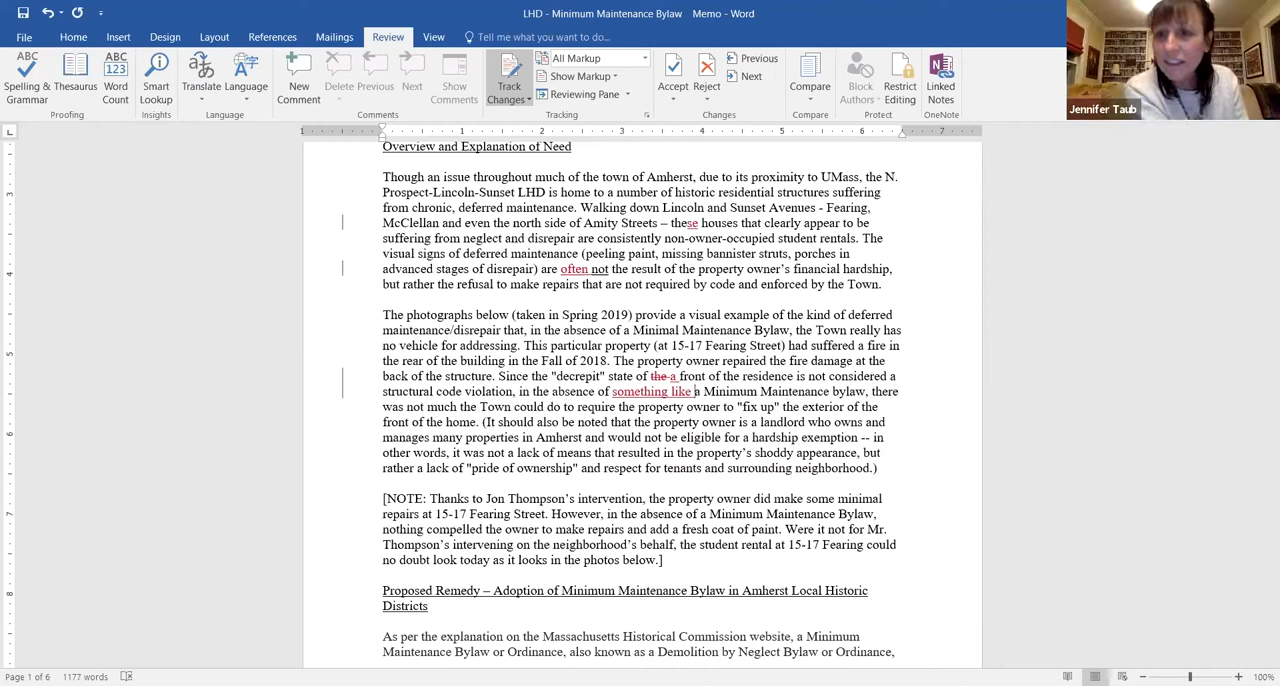 LHD - Minimum Maintenance Bylaw Memo - Word
File Home Insert Design Layout References Mailings Review View Tell me what you want to do...
ABC
Spelling & Grammar
Thesaurus
ABC
123
Word Count
Smart Lookup
Translate
Language
New Comment
Delete
Previous
Next
Show Comments
Track Changes
All Markup
Show Markup
Reviewing Pane
Accept
Reject
Previous
Next
Compare
Block Authors
Restrict Editing
Linked Notes
Proofing
Insights
Language
Comments
Tracking
Changes
Compare
Protect
OneNote
Jennifer Taub
1 1 2 3 4 5 6 7
3
4
5
6
7
8
Overview and Explanation of Need
Though an issue throughout much of the town of Amherst, due to its proximity to UMass, the N.
Prospect-Lincoln-Sunset LHD is home to a number of historic residential structures suffering
from chronic, deferred maintenance. Walking down Lincoln and Sunset Avenues - Fearing,
McClellan and even the north side of Amity Streets – these houses that clearly appear to be
suffering from neglect and disrepair are consistently non-owner-occupied student rentals. The
visual signs of deferred maintenance (peeling paint, missing bannister struts, porches in
advanced stages of disrepair) are often not the result of the property owner's financial hardship,
but rather the refusal to make repairs that are not required by code and enforced by the Town.
The photographs below (taken in Spring 2019) provide a visual example of the kind of deferred
maintenance/disrepair that, in the absence of a Minimal Maintenance Bylaw, the Town really has
no vehicle for addressing. This particular property (at 15-17 Fearing Street) had suffered a fire in
the rear of the building in the Fall of 2018. The property owner repaired the fire damage at the
back of the structure. Since the "decrepit" state of the a front of the residence is not considered a
structural code violation, in the absence of something like a Minimum Maintenance bylaw, there
was not much the Town could do to require the property owner to "fix up" the exterior of the
front of the home. (It should also be noted that the property owner is a landlord who owns and
manages many properties in Amherst and would not be eligible for a hardship exemption -- in
other words, it was not a lack of means that resulted in the property's shoddy appearance, but
rather a lack of "pride of ownership" and respect for tenants and surrounding neighborhood.)
[NOTE: Thanks to Jon Thompson's intervention, the property owner did make some minimal
repairs at 15-17 Fearing Street. However, in the absence of a Minimum Maintenance Bylaw,
nothing compelled the owner to make repairs and add a fresh coat of paint. Were it not for Mr.
Thompson's intervening on the neighborhood's behalf, the student rental at 15-17 Fearing could
no doubt look today as it looks in the photos below.]
Proposed Remedy – Adoption of Minimum Maintenance Bylaw in Amherst Local Historic
Districts
As per the explanation on the Massachusetts Historical Commission website, a Minimum
Maintenance Bylaw or Ordinance, also known as a Demolition by Neglect Bylaw or Ordinance,
Page 1 of 6 1177 words 100%